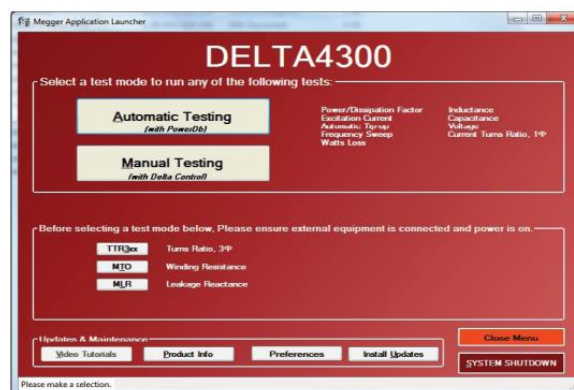 Megger Application Launcher
DELTA4300
Select a test mode to run any of the following tests:
Automatic Testing
(with PowerDb)
Manual Testing
(with Delta Control)
Power/Dissipation Factor
Excitation Current
Automatic Tip-up
Frequency Sweep
Watts Loss
Inductance
Capacitance
Voltage
Current Turns Ratio, 1Φ
Before selecting a test mode below, Please ensure external equipment is connected and power is on.
TTR3xx Turns Ratio, 3Φ
MTO Winding Resistance
MLR Leakage Reactance
Updates & Maintenance
Video Tutorials Product Info Preferences Install Updates
Close Menu
SYSTEM SHUTDOWN
Please make a selection.